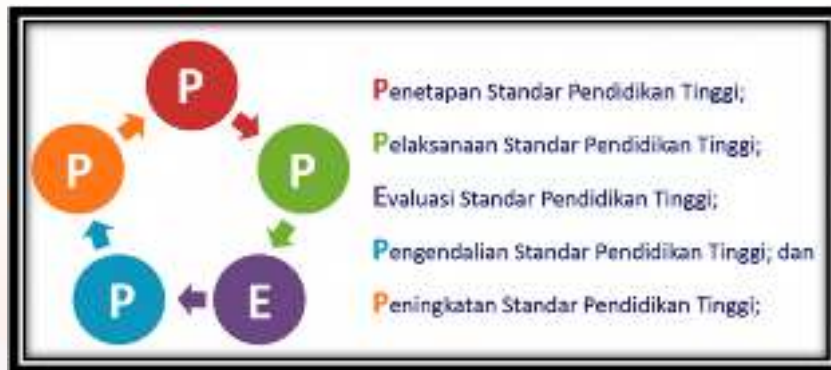 P
P
E
P
P
Penetapan Standar Pendidikan Tinggi;
Pelaksanaan Standar Pendidikan Tinggi;
Evaluasi Standar Pendidikan Tinggi;
Pengendalian Standar Pendidikan Tinggi; dan
Peningkatan Standar Pendidikan Tinggi;